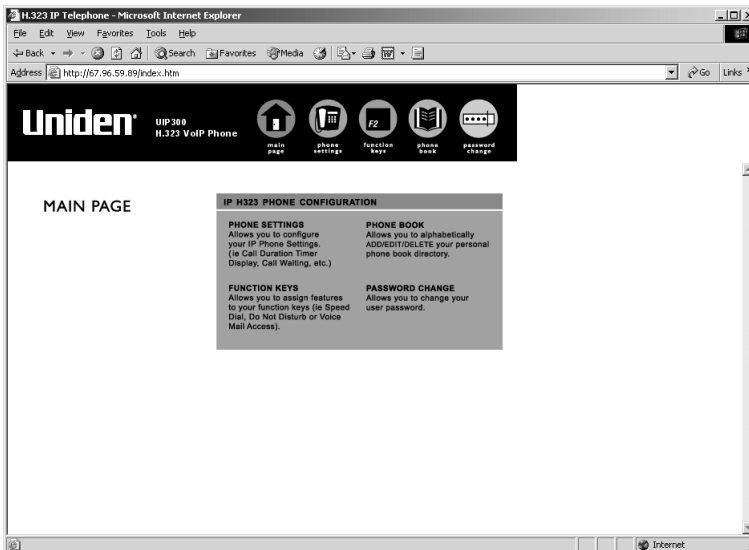 H.323 IP Telephone - Microsoft Internet Explorer
File Edit View Favorites Tools Help
Back Search Favorites Media
Address http://67.96.59.89/index.htm Go Links
Uniden UIP300
H.323 VoIP Phone
F2
main page
phone settings
function keys
phone book
password change
MAIN PAGE
IP H323 PHONE CONFIGURATION
PHONE SETTINGS
Allows you to configure
your IP Phone Settings.
(ie Call Duration Timer
Display, Call Waiting, etc.)
PHONE BOOK
Allows you to alphabetically
ADD/EDIT/DELETE your personal
phone book directory.
FUNCTION KEYS
Allows you to assign features
to your function keys (ie Speed
Dial, Do Not Disturb or Voice
Mail Access).
PASSWORD CHANGE
Allows you to change your
user password.
Internet